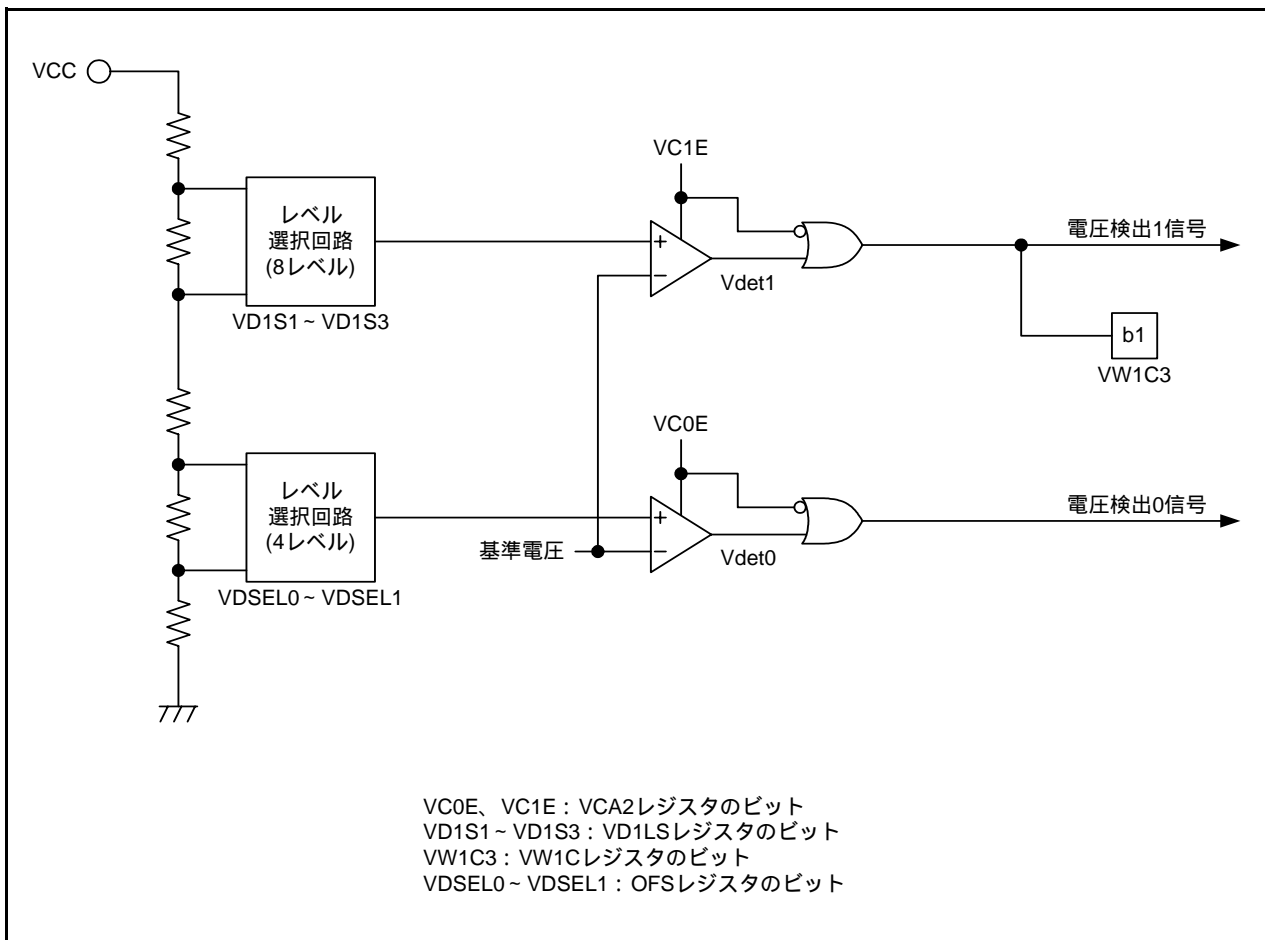 VCC
VC1E
レベル
選択回路
(8レベル)
+
−
Vdet1
電圧検出1信号
VD1S1 ~ VD1S3
b1
VW1C3
VC0E
レベル
選択回路
(4レベル)
+
−
Vdet0
電圧検出0信号
基準電圧
VDSEL0 ~ VDSEL1
VC0E、VC1E : VCA2レジスタのビット
VD1S1 ~ VD1S3 : VD1LSレジスタのビット
VW1C3 : VW1Cレジスタのビット
VDSEL0 ~ VDSEL1 : OFSレジスタのビット